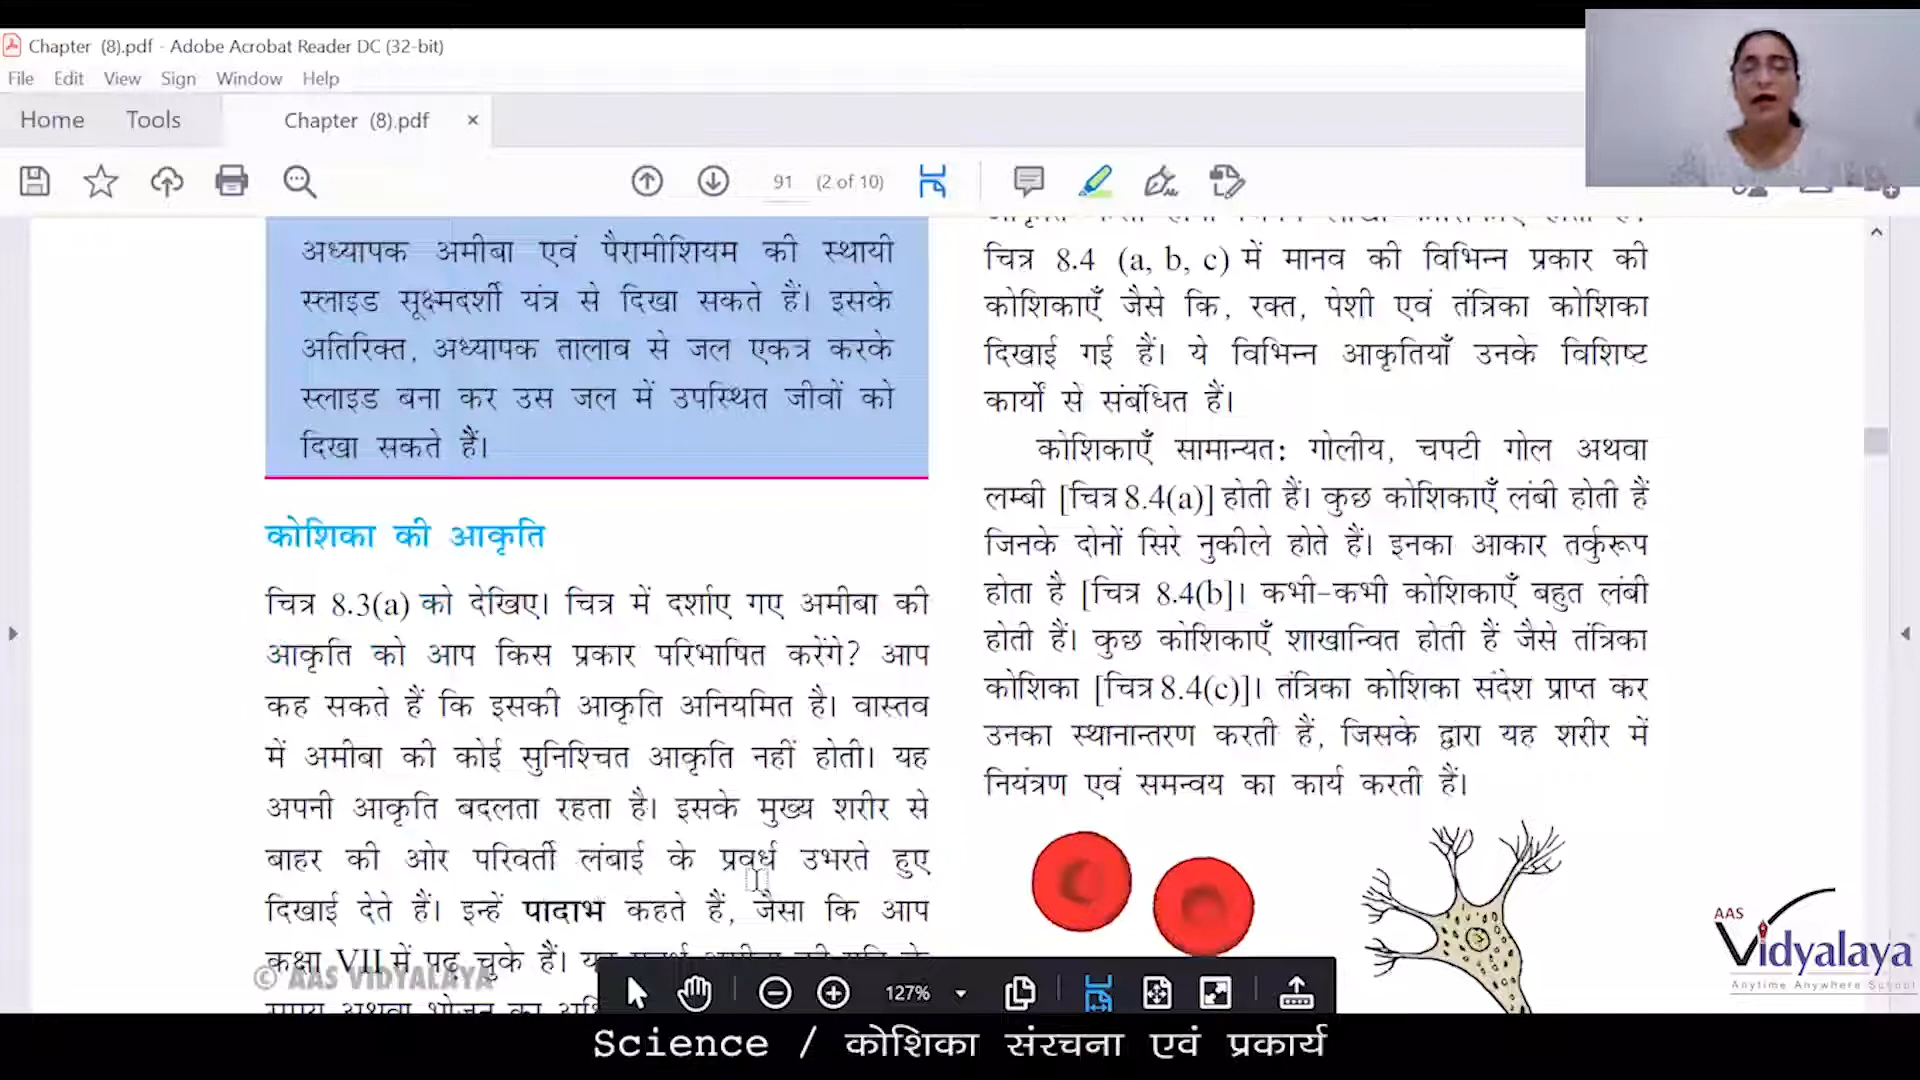 Chapter (8).pdf - Adobe Acrobat Reader DC (32-bit)
File Edit View Sign Window Help
Home Tools Chapter (8).pdf ×
91 (2 of 10)
अध्यापक अमीबा एवं पैरामीशियम की स्थायी
स्लाइड सूक्ष्मदर्शी यंत्र से दिखा सकते हैं। इसके
अतिरिक्त, अध्यापक तालाब से जल एकत्र करके
स्लाइड बना कर उस जल में उपस्थित जीवों को
दिखा सकते हैं।
कोशिका की आकृति
चित्र 8.3(a) को देखिए। चित्र में दर्शाए गए अमीबा की
आकृति को आप किस प्रकार परिभाषित करेंगे? आप
कह सकते हैं कि इसकी आकृति अनियमित है। वास्तव
में अमीबा की कोई सुनिश्चित आकृति नहीं होती। यह
अपनी आकृति बदलता रहता है। इसके मुख्य शरीर से
बाहर की ओर परिवर्ती लंबाई के प्रवर्ध उभरते हुए
दिखाई देते हैं। इन्हें पादाभ कहते हैं, जैसा कि आप
कक्षा VII में पढ़ चुके हैं।
चित्र 8.4 (a, b, c) में मानव की विभिन्न प्रकार की
कोशिकाएँ जैसे कि, रक्त, पेशी एवं तंत्रिका कोशिका
दिखाई गई हैं। ये विभिन्न आकृतियाँ उनके विशिष्ट
कार्यों से संबंधित हैं।
कोशिकाएँ सामान्यत: गोलीय, चपटी गोल अथवा
लम्बी [चित्र 8.4(a)] होती हैं। कुछ कोशिकाएँ लंबी होती हैं
जिनके दोनों सिरे नुकीले होते हैं। इनका आकार तर्कुरूप
होता है [चित्र 8.4(b)]। कभी-कभी कोशिकाएँ बहुत लंबी
होती हैं। कुछ कोशिकाएँ शाखान्वित होती हैं जैसे तंत्रिका
कोशिका [चित्र 8.4(c)]। तंत्रिका कोशिका संदेश प्राप्त कर
उनका स्थानान्तरण करती हैं, जिसके द्वारा यह शरीर में
नियंत्रण एवं समन्वय का कार्य करती हैं।
© AAS VIDYALAYA
127%
AAS
Vidyalaya
Anytime Anywhere School
Science / कोशिका संरचना एवं प्रकार्य